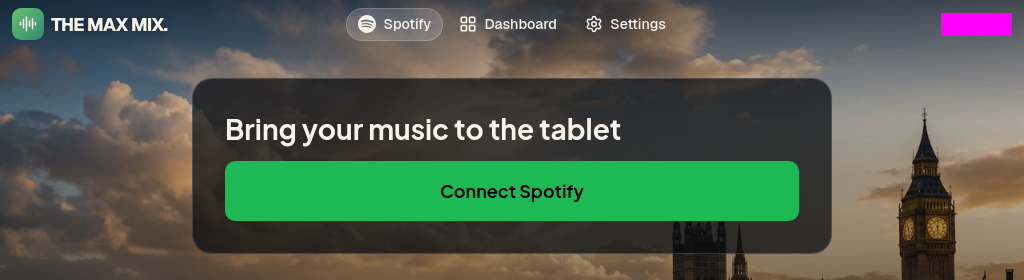 THE MAX MIX.
Spotify
Dashboard
Settings
Bring your music to the tablet
Connect Spotify